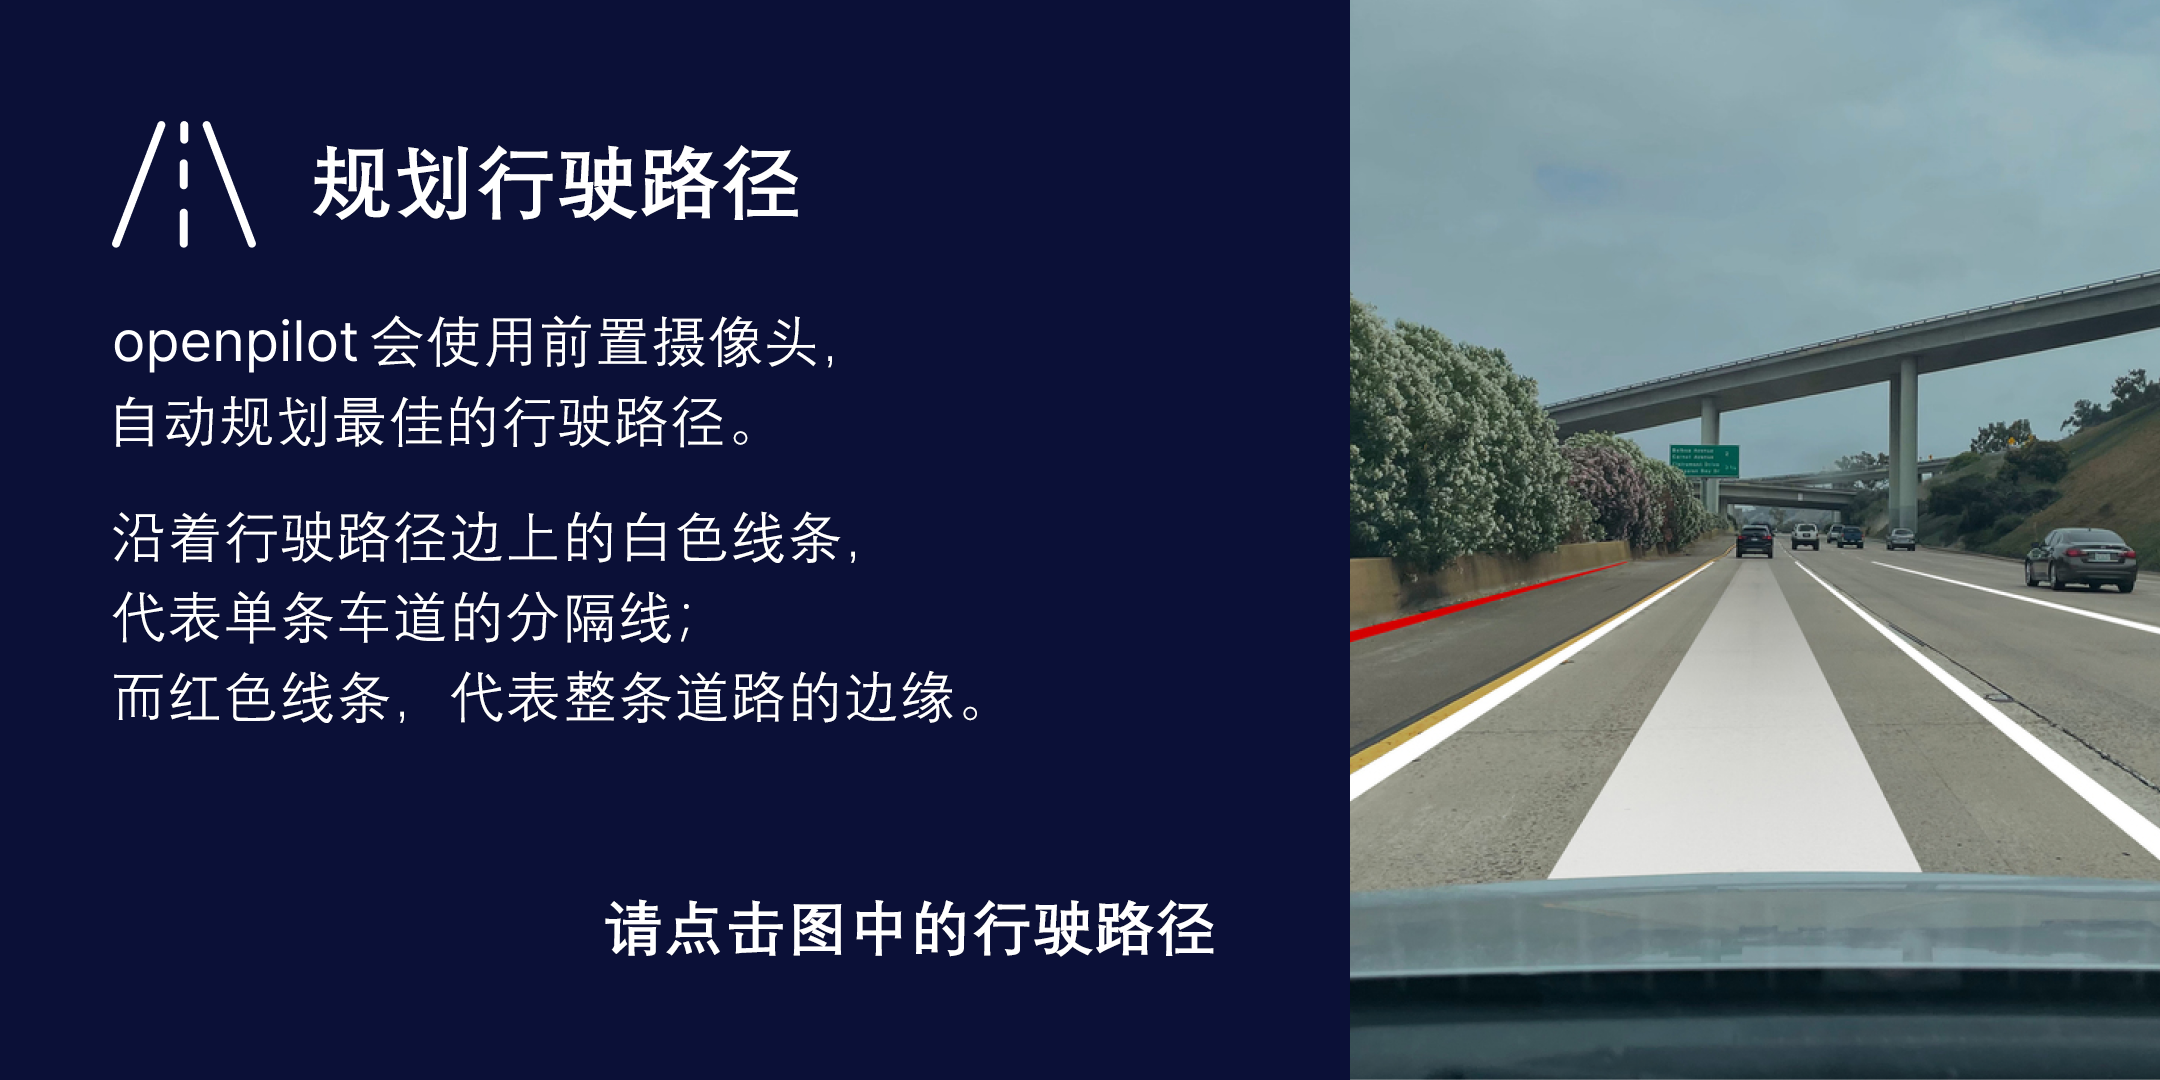 规划行驶路径
openpilot 会使用前置摄像头，
自动规划最佳的行驶路径。
沿着行驶路径边上的白色线条，
代表单条车道的分隔线；
而红色线条，代表整条道路的边缘。
请点击图中的行驶路径